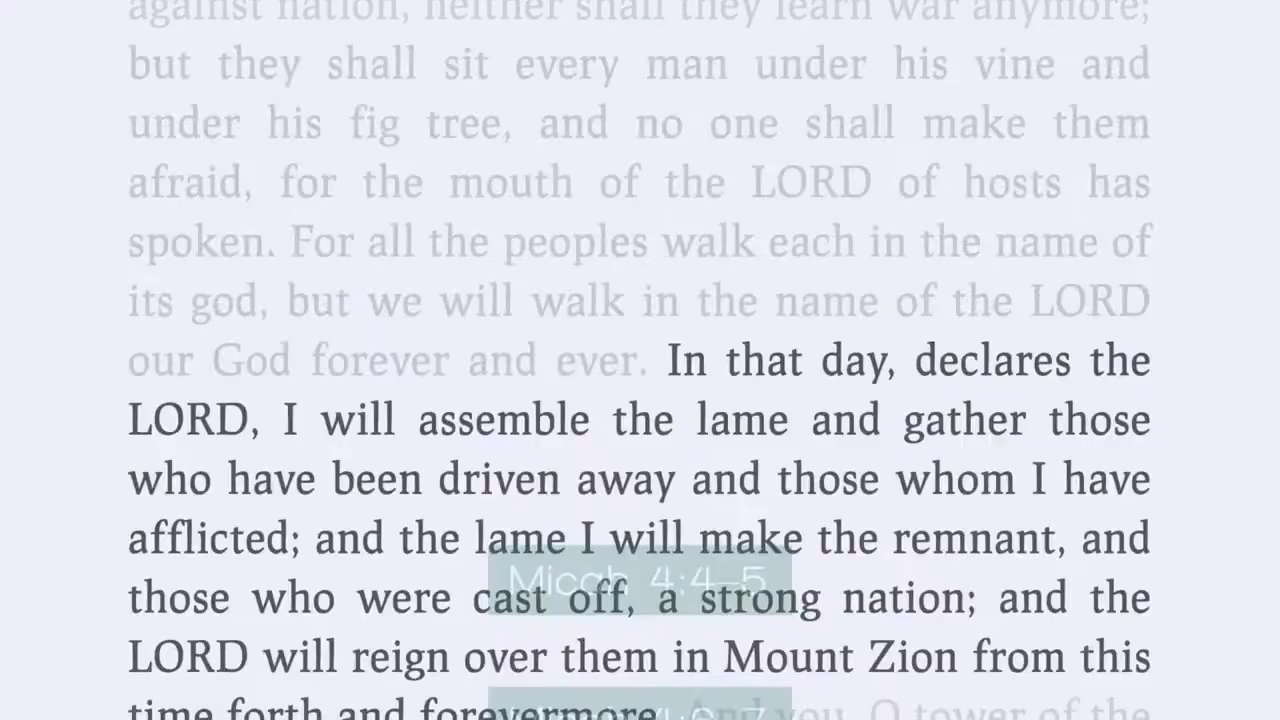 against nation, neither shall they learn war anymore;
but they shall sit every man under his vine and
under his fig tree, and no one shall make them
afraid, for the mouth of the LORD of hosts has
spoken. For all the peoples walk each in the name of
its god, but we will walk in the name of the LORD
our God forever and ever. In that day, declares the
LORD, I will assemble the lame and gather those
who have been driven away and those whom I have
afflicted; and the lame I will make the remnant, and
Micah 4:4–5
those who were cast off, a strong nation; and the
LORD will reign over them in Mount Zion from this
time forth and forevermore. And you, O tower of the